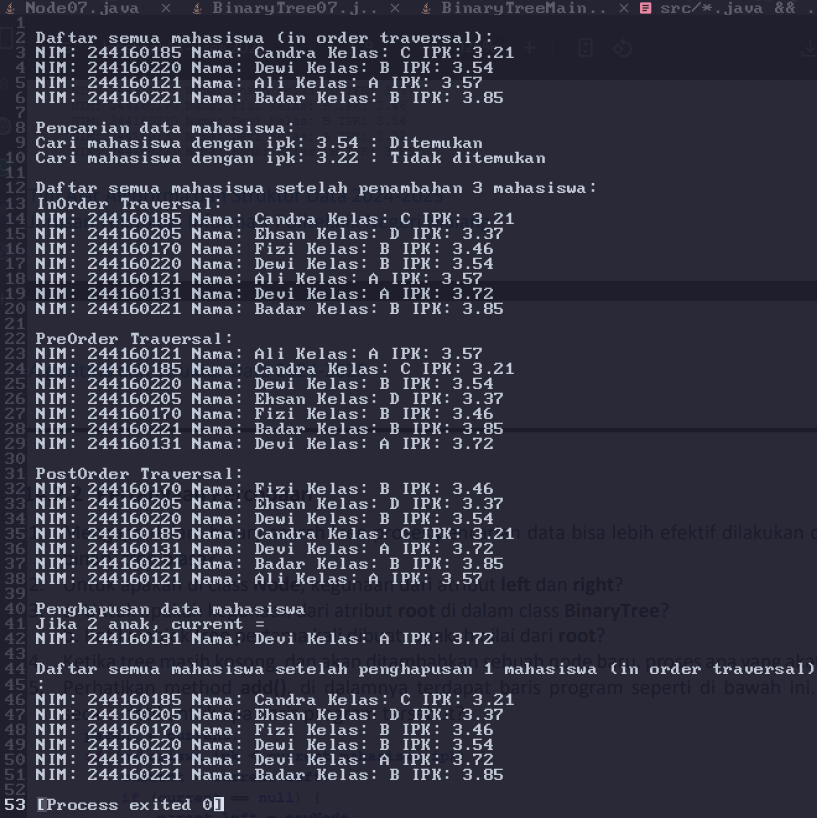 Node07.java × BinaryTree07.j.. × BinaryTreeMain.. × src/*.java && .
1
2 Daftar semua mahasiswa (in order traversal):
3 NIM: 244160185 Nama: Candra Kelas: C IPK: 3.21
4 NIM: 244160220 Nama: Dewi Kelas: B IPK: 3.54
5 NIM: 244160121 Nama: Ali Kelas: A IPK: 3.57
6 NIM: 244160221 Nama: Badar Kelas: B IPK: 3.85
7
8 Pencarian data mahasiswa:
9 Cari mahasiswa dengan ipk: 3.54 : Ditemukan
10 Cari mahasiswa dengan ipk: 3.22 : Tidak ditemukan
11
12 Daftar semua mahasiswa setelah penambahan 3 mahasiswa:
13 InOrder Traversal:
14 NIM: 244160185 Nama: Candra Kelas: C IPK: 3.21
15 NIM: 244160205 Nama: Ehsan Kelas: D IPK: 3.37
16 NIM: 244160170 Nama: Fizi Kelas: B IPK: 3.46
17 NIM: 244160220 Nama: Dewi Kelas: B IPK: 3.54
18 NIM: 244160121 Nama: Ali Kelas: A IPK: 3.57
19 NIM: 244160131 Nama: Devi Kelas: A IPK: 3.72
20 NIM: 244160221 Nama: Badar Kelas: B IPK: 3.85
21
22 PreOrder Traversal:
23 NIM: 244160121 Nama: Ali Kelas: A IPK: 3.57
24 NIM: 244160185 Nama: Candra Kelas: C IPK: 3.21
25 NIM: 244160220 Nama: Dewi Kelas: B IPK: 3.54
26 NIM: 244160205 Nama: Ehsan Kelas: D IPK: 3.37
27 NIM: 244160170 Nama: Fizi Kelas: B IPK: 3.46
28 NIM: 244160221 Nama: Badar Kelas: B IPK: 3.85
29 NIM: 244160131 Nama: Devi Kelas: A IPK: 3.72
30
31 PostOrder Traversal:
32 NIM: 244160170 Nama: Fizi Kelas: B IPK: 3.46
33 NIM: 244160205 Nama: Ehsan Kelas: D IPK: 3.37
34 NIM: 244160220 Nama: Dewi Kelas: B IPK: 3.54
35 NIM: 244160185 Nama: Candra Kelas: C IPK: 3.21
36 NIM: 244160131 Nama: Devi Kelas: A IPK: 3.72
37 NIM: 244160221 Nama: Badar Kelas: B IPK: 3.85
38 NIM: 244160121 Nama: Ali Kelas: A IPK: 3.57
39
40 Penghapusan data mahasiswa
41 Jika 2 anak, current =
42 NIM: 244160131 Nama: Devi Kelas: A IPK: 3.72
43
44 Daftar semua mahasiswa setelah penghapusan 1 mahasiswa (in order traversal)
45 :
46 NIM: 244160185 Nama: Candra Kelas: C IPK: 3.21
47 NIM: 244160205 Nama: Ehsan Kelas: D IPK: 3.37
48 NIM: 244160170 Nama: Fizi Kelas: B IPK: 3.46
49 NIM: 244160220 Nama: Dewi Kelas: B IPK: 3.54
50 NIM: 244160131 Nama: Devi Kelas: A IPK: 3.72
51 NIM: 244160221 Nama: Badar Kelas: B IPK: 3.85
52
53 [Process exited 0]